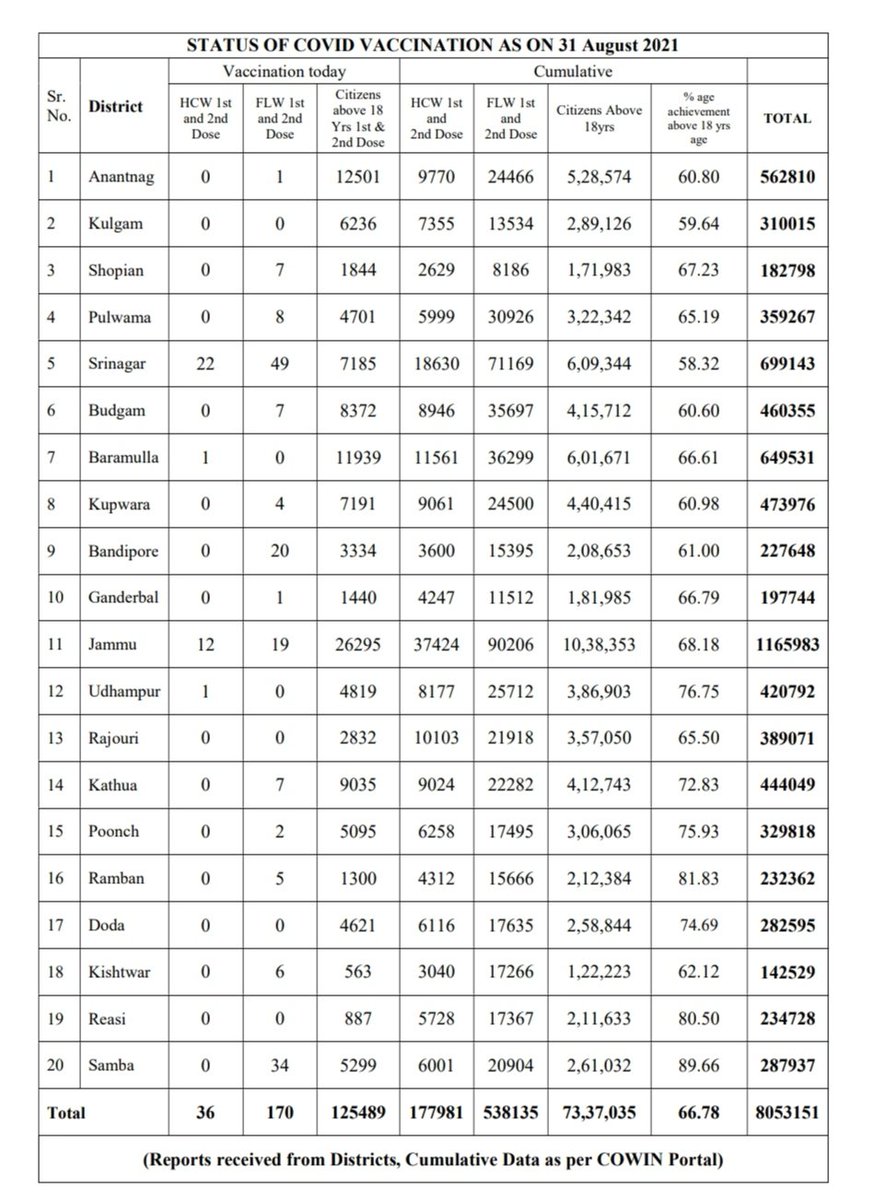 STATUS OF COVID VACCINATION AS ON 31 August 2021
Vaccination today Cumulative
Sr. No. District HCW 1st and 2nd Dose FLW 1st and 2nd Dose Citizens above 18 Yrs 1st & 2nd Dose HCW 1st and 2nd Dose FLW 1st and 2nd Dose Citizens Above 18yrs % age achievement above 18 yrs age TOTAL
1 Anantnag 0 1 12501 9770 24466 5,28,574 60.80 562810
2 Kulgam 0 0 6236 7355 13534 2,89,126 59.64 310015
3 Shopian 0 7 1844 2629 8186 1,71,983 67.23 182798
4 Pulwama 0 8 4701 5999 30926 3,22,342 65.19 359267
5 Srinagar 22 49 7185 18630 71169 6,09,344 58.32 699143
6 Budgam 0 7 8372 8946 35697 4,15,712 60.60 460355
7 Baramulla 1 0 11939 11561 36299 6,01,671 66.61 649531
8 Kupwara 0 4 7191 9061 24500 4,40,415 60.98 473976
9 Bandipore 0 20 3334 3600 15395 2,08,653 61.00 227648
10 Ganderbal 0 1 1440 4247 11512 1,81,985 66.79 197744
11 Jammu 12 19 26295 37424 90206 10,38,353 68.18 1165983
12 Udhampur 1 0 4819 8177 25712 3,86,903 76.75 420792
13 Rajouri 0 0 2832 10103 21918 3,57,050 65.50 389071
14 Kathua 0 7 9035 9024 22282 4,12,743 72.83 444049
15 Poonch 0 2 5095 6258 17495 3,06,065 75.93 329818
16 Ramban 0 5 1300 4312 15666 2,12,384 81.83 232362
17 Doda 0 0 4621 6116 17635 2,58,844 74.69 282595
18 Kishtwar 0 6 563 3040 17266 1,22,223 62.12 142529
19 Reasi 0 0 887 5728 17367 2,11,633 80.50 234728
20 Samba 0 34 5299 6001 20904 2,61,032 89.66 287937
Total 36 170 125489 177981 538135 73,37,035 66.78 8053151
(Reports received from Districts, Cumulative Data as per COWIN Portal)